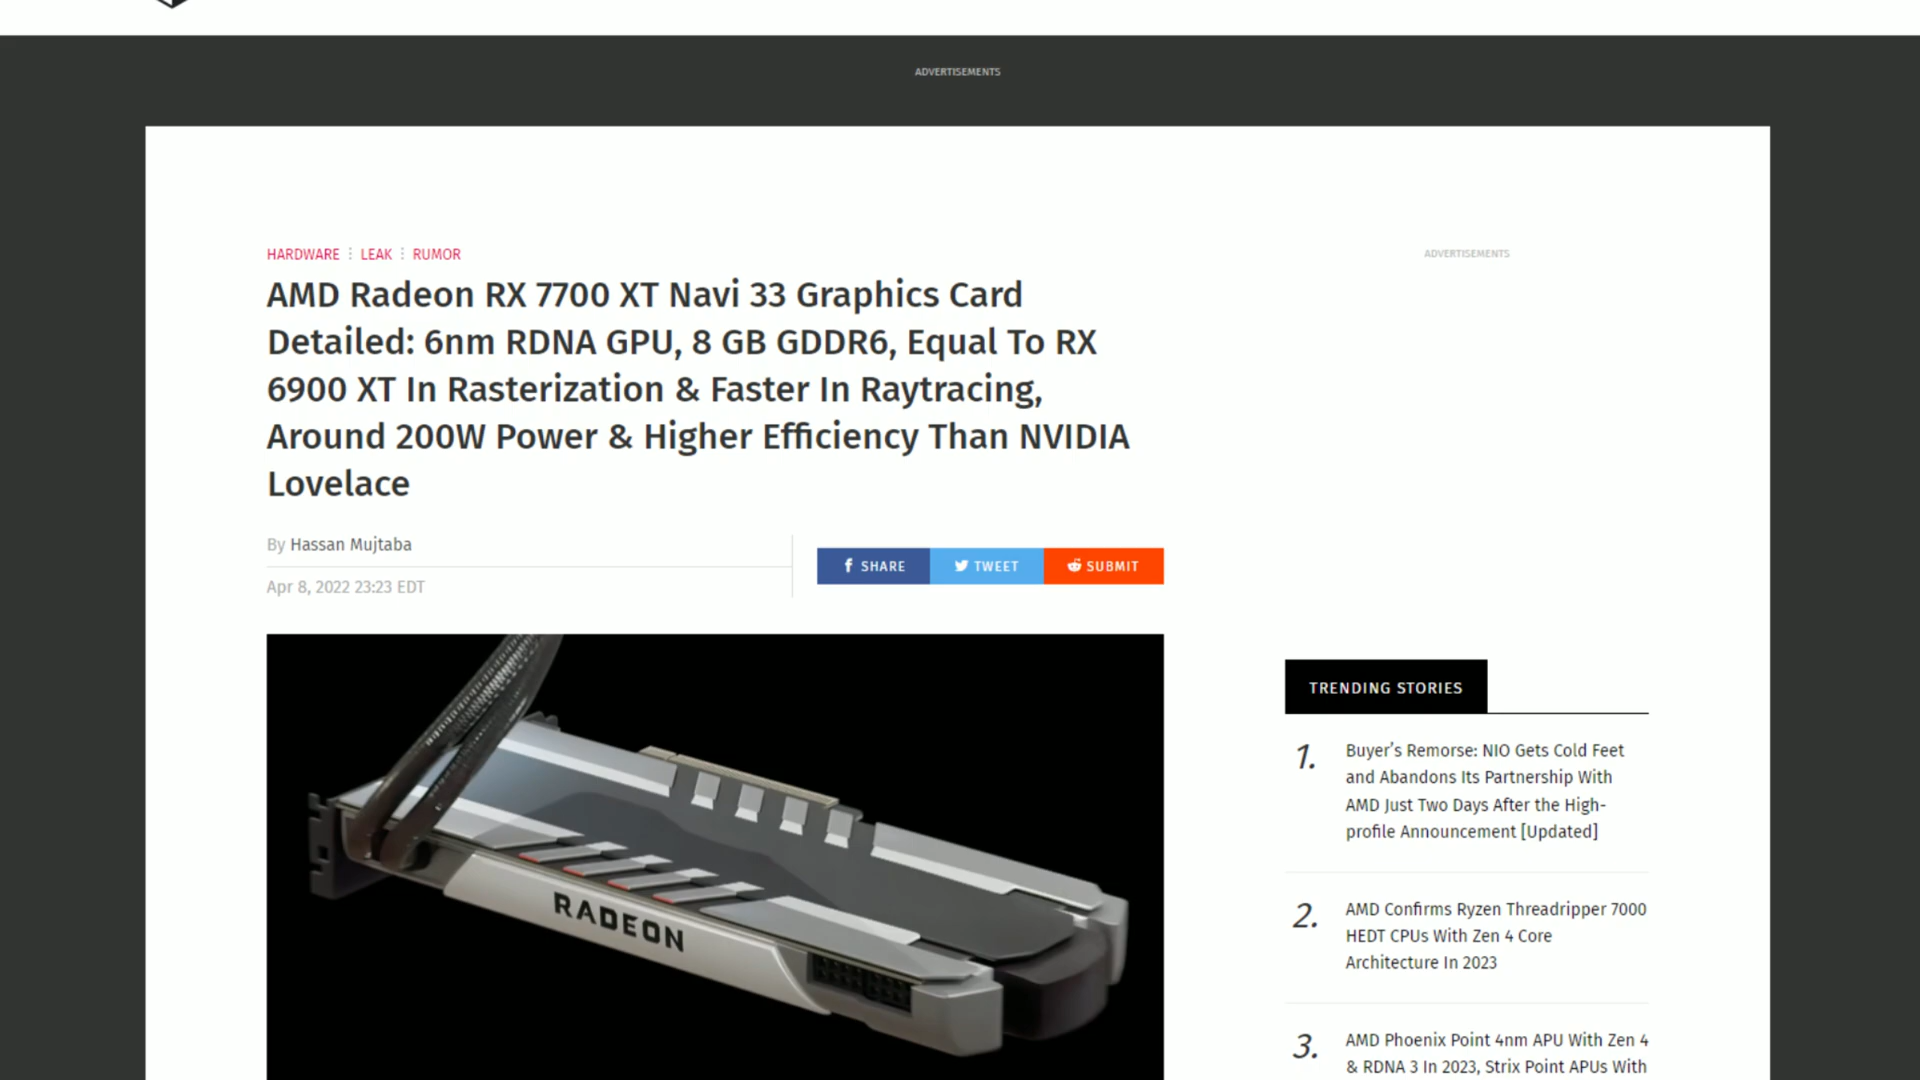 ADVERTISEMENTS
HARDWARE ⋮ LEAK ⋮ RUMOR
AMD Radeon RX 7700 XT Navi 33 Graphics Card
Detailed: 6nm RDNA GPU, 8 GB GDDR6, Equal To RX
6900 XT In Rasterization & Faster In Raytracing,
Around 200W Power & Higher Efficiency Than NVIDIA
Lovelace
By Hassan Mujtaba
Apr 8, 2022 23:23 EDT
SHARE
TWEET
SUBMIT
RADEON
ADVERTISEMENTS
TRENDING STORIES
1.
Buyer’s Remorse: NIO Gets Cold Feet
and Abandons Its Partnership With
AMD Just Two Days After the High-
profile Announcement [Updated]
2.
AMD Confirms Ryzen Threadripper 7000
HEDT CPUs With Zen 4 Core
Architecture In 2023
3.
AMD Phoenix Point 4nm APU With Zen 4
& RDNA 3 In 2023, Strix Point APUs With